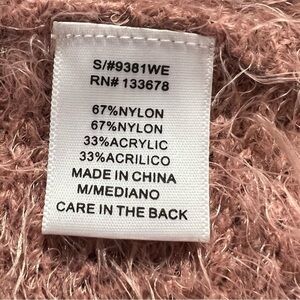 S/#9381WE
RN# 133678
67%NYLON
67%NYLON
33%ACRYLIC
33%ACRILICO
MADE IN CHINA
M/MEDIANO
CARE IN THE BACK